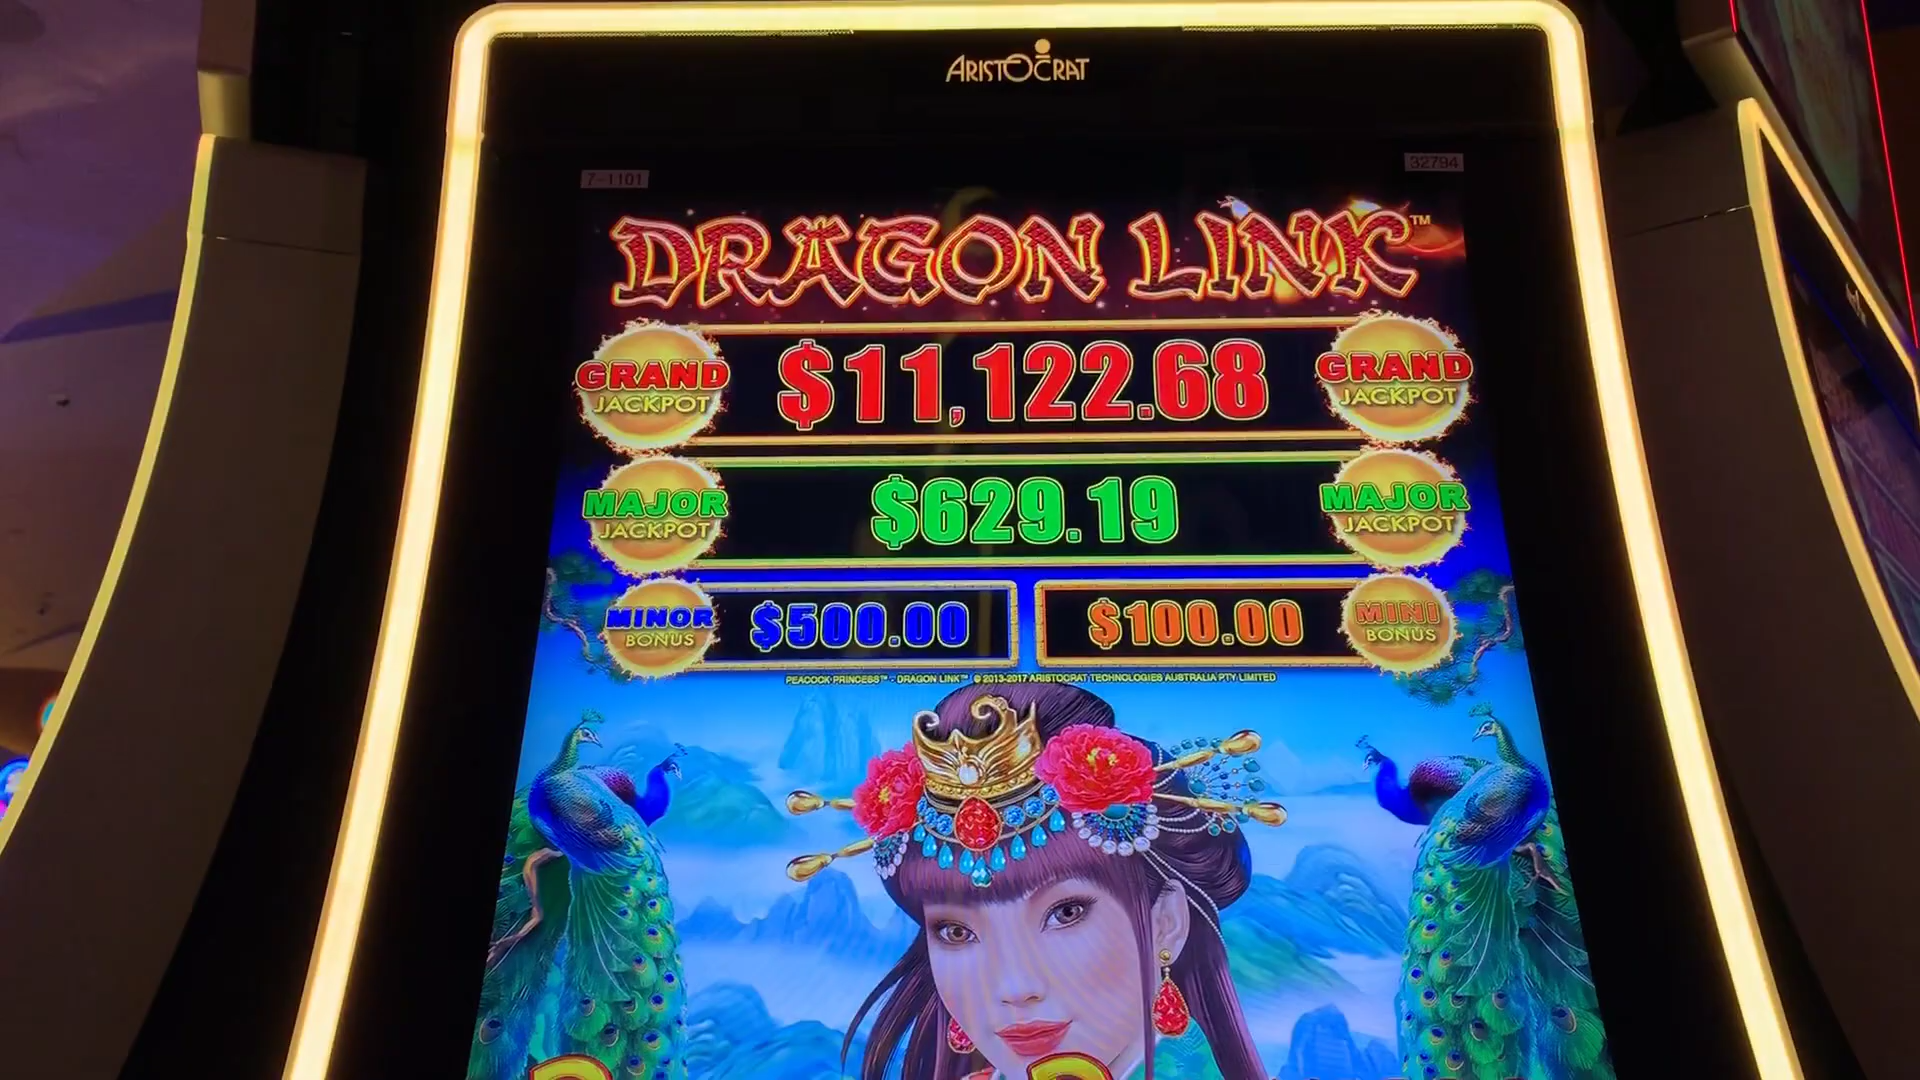 ARISTOCRAT
7-1101
32794
DRAGON LINK™
GRAND JACKPOT
$11,122.68
GRAND JACKPOT
MAJOR JACKPOT
$629.19
MAJOR JACKPOT
MINOR BONUS
$500.00
$100.00
MINI BONUS
PEACOCK PRINCESS™ - DRAGON LINK™ © 2013-2017 ARISTOCRAT TECHNOLOGIES AUSTRALIA PTY LIMITED